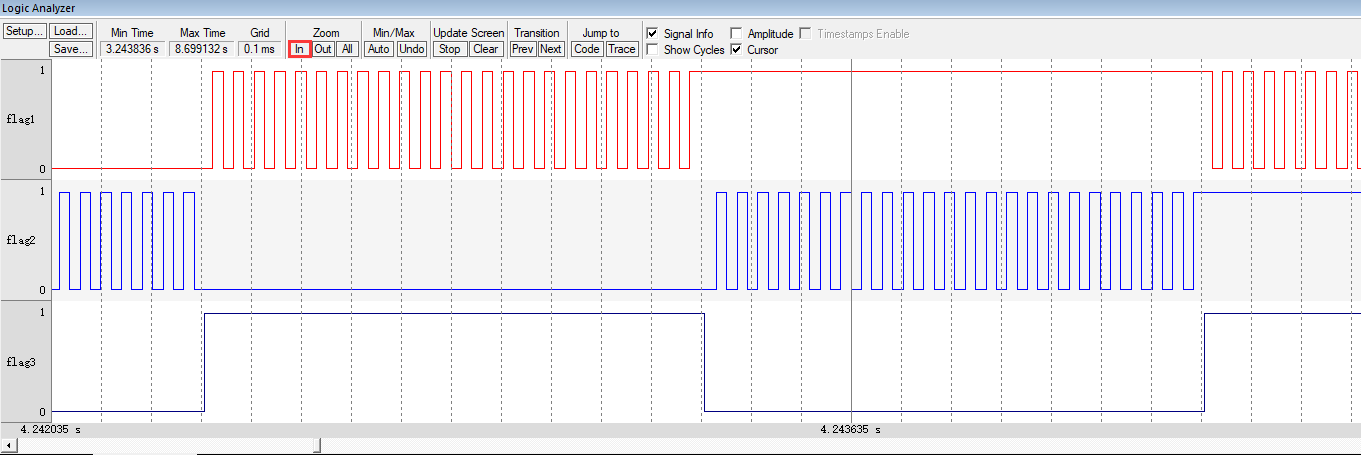 Logic Analyzer
Setup... Load... Min Time Max Time Grid Zoom Min/Max Update Screen Transition Jump to Signal Info Amplitude Timestamps Enable
Save... 3.243836 s 8.699132 s 0.1 ms In Out All Auto Undo Stop Clear Prev Next Code Trace Show Cycles Cursor
1
flag1
0
1
flag2
0
1
flag3
0
4.242035 s 4.243635 s